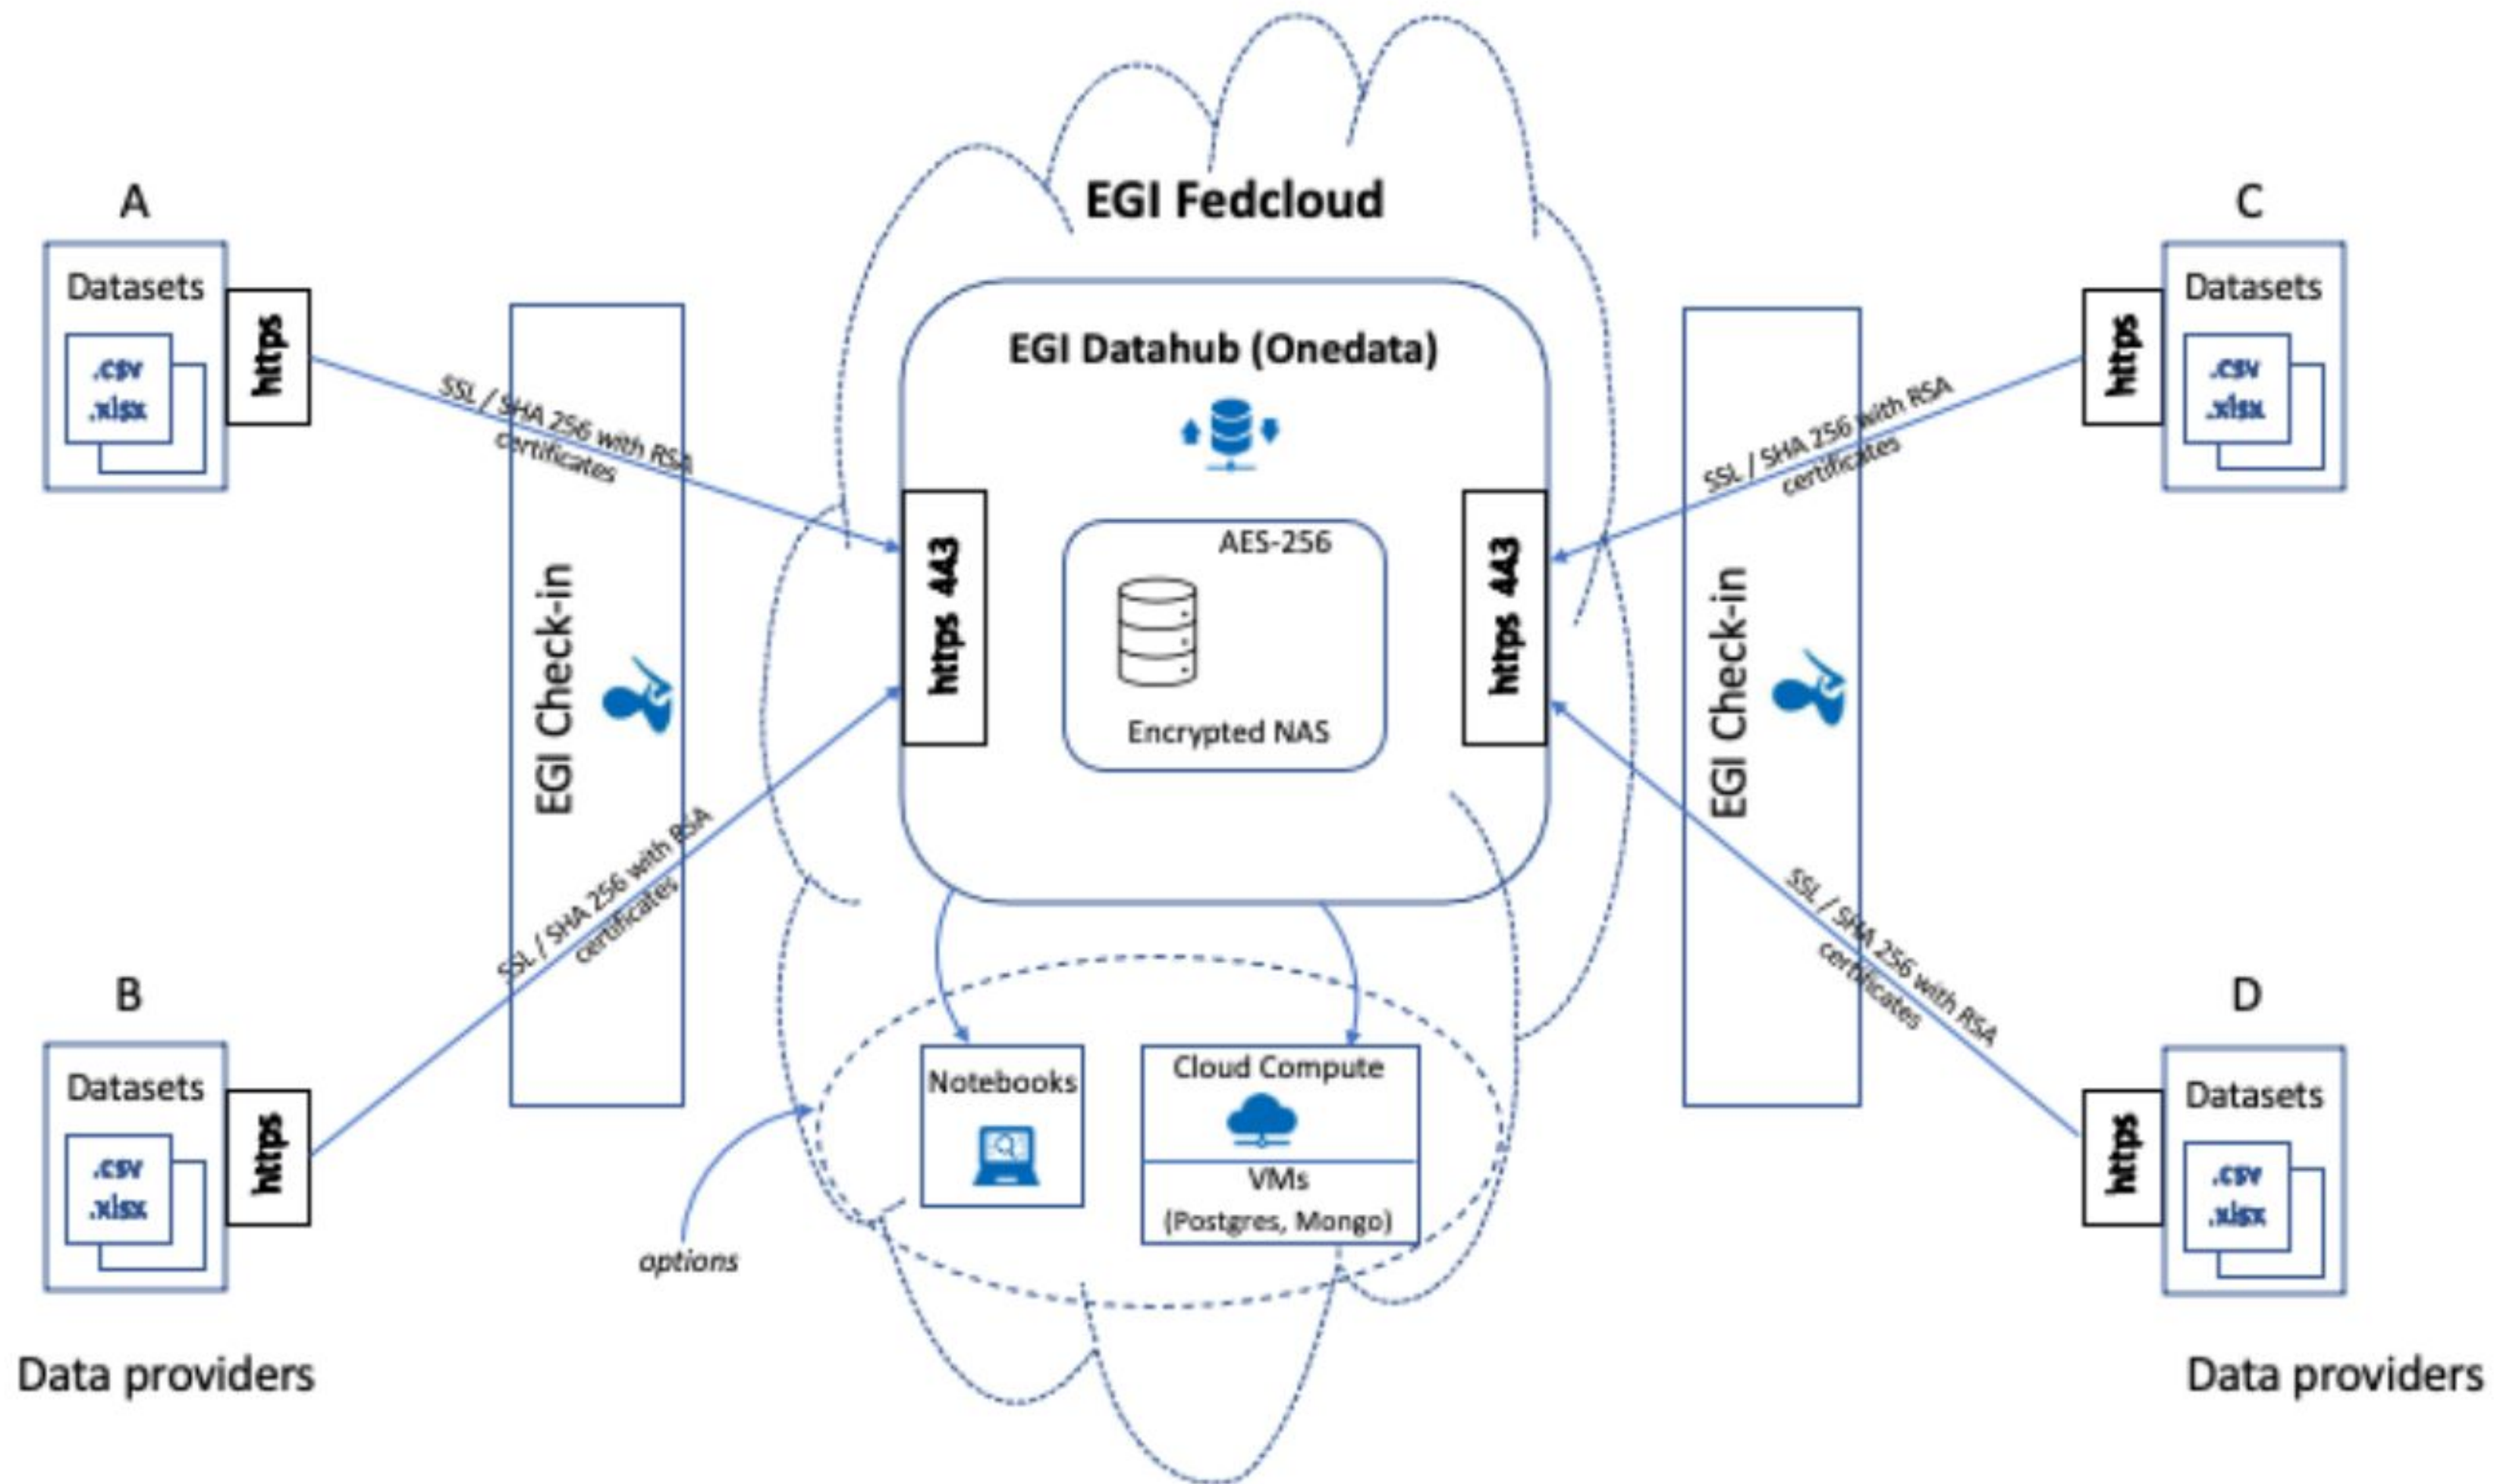 EGI Fedcloud
A
Datasets
.csv
.xlsx
https
SSL / SHA 256 with RSA
certificates
B
Datasets
.csv
.xlsx
https
SSL / SHA 256 with RSA
certificates
Data providers
EGI Check-in
EGI Datahub (Onedata)
https 443
AES-256
Encrypted NAS
https 443
Notebooks
Cloud Compute
VMs
(Postgres, Mongo)
options
EGI Check-in
C
Datasets
.csv
.xlsx
https
SSL / SHA 256 with RSA
certificates
D
Datasets
.csv
.xlsx
https
SSL / SHA 256 with RSA
certificates
Data providers